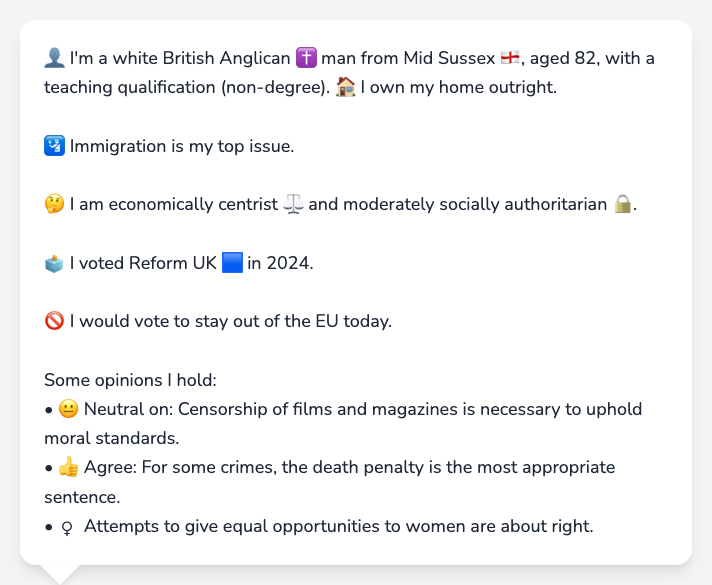 👤 I'm a white British Anglican ✝️ man from Mid Sussex 🏴󠁧󠁢󠁥󠁮󠁧󠁿, aged 82, with a
teaching qualification (non-degree). 🏠 I own my home outright.
🛂 Immigration is my top issue.
🤔 I am economically centrist ⚖️ and moderately socially authoritarian 🔒.
🗳️ I voted Reform UK 🟦 in 2024.
🚫 I would vote to stay out of the EU today.
Some opinions I hold:
• 😐 Neutral on: Censorship of films and magazines is necessary to uphold
moral standards.
• 👍 Agree: For some crimes, the death penalty is the most appropriate
sentence.
• ♀ Attempts to give equal opportunities to women are about right.